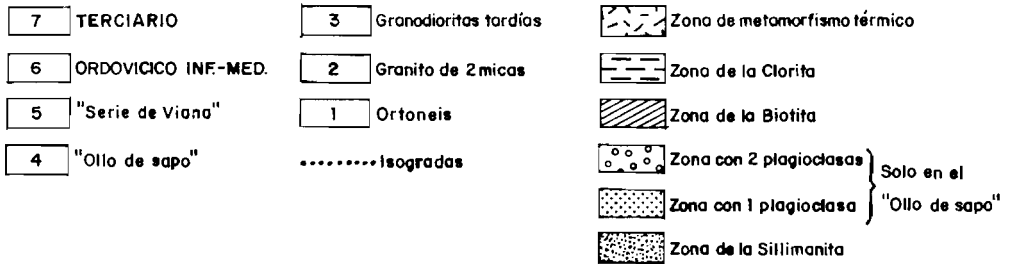 7 TERCIARIO
6 ORDOVICICO INF.-MED.
5 "Serie de Viana"
4 "Ollo de sapo"
3 Granodioritas tardías
2 Granito de 2 micas
1 Ortoneis
Isogradas
Zona de metamorfismo térmico
Zona de la Clorita
Zona de la Biotita
Zona con 2 plagioclasas
Zona con 1 plagioclasa
Solo en el
"Ollo de sapo"
Zona de la Sillimanita